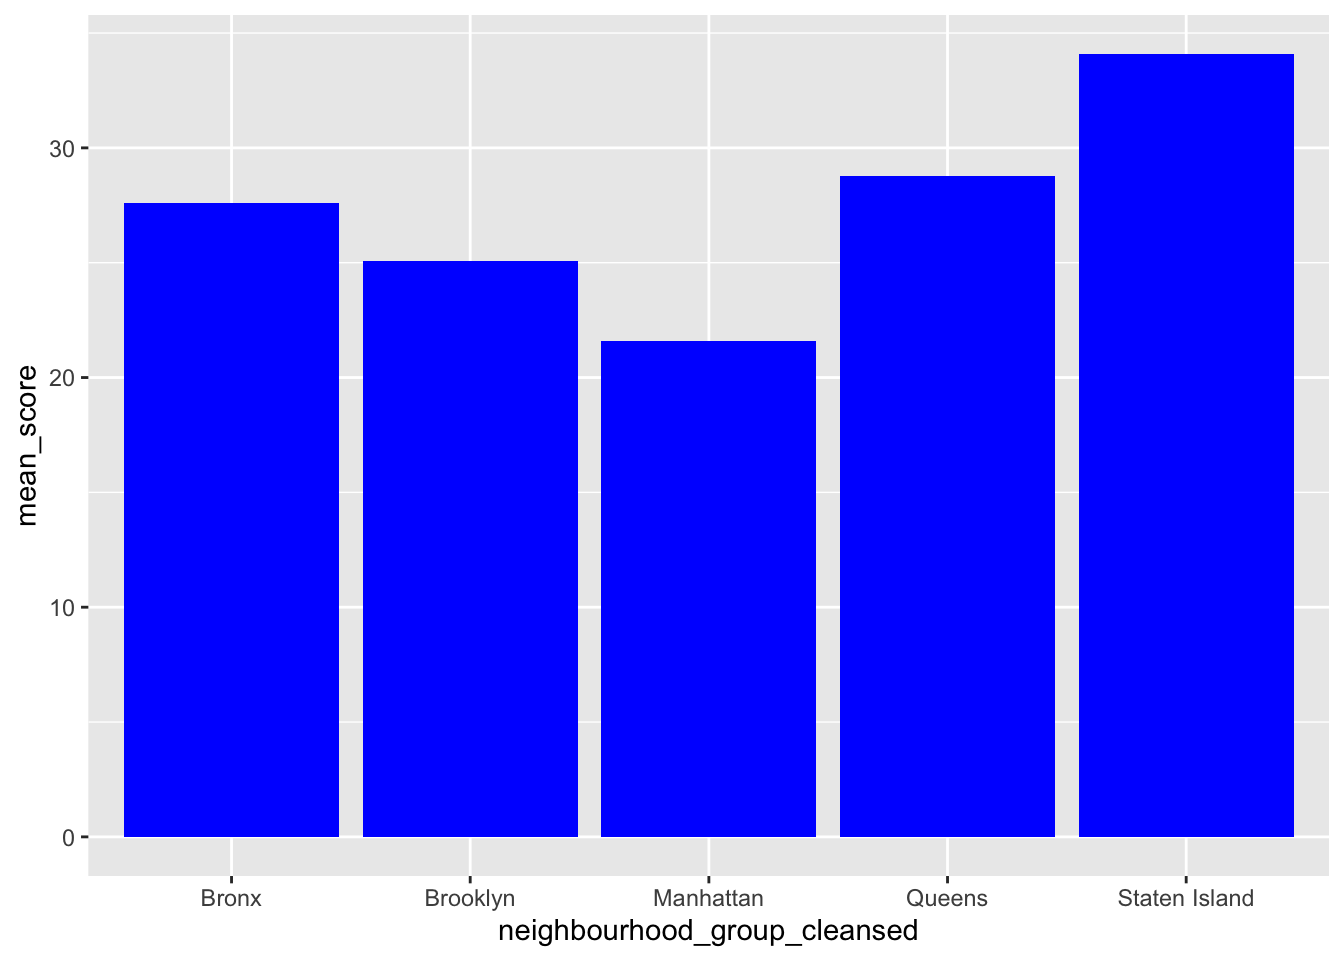 mean_score
30
20
10
0
Bronx Brooklyn Manhattan Queens Staten Island
neighbourhood_group_cleansed